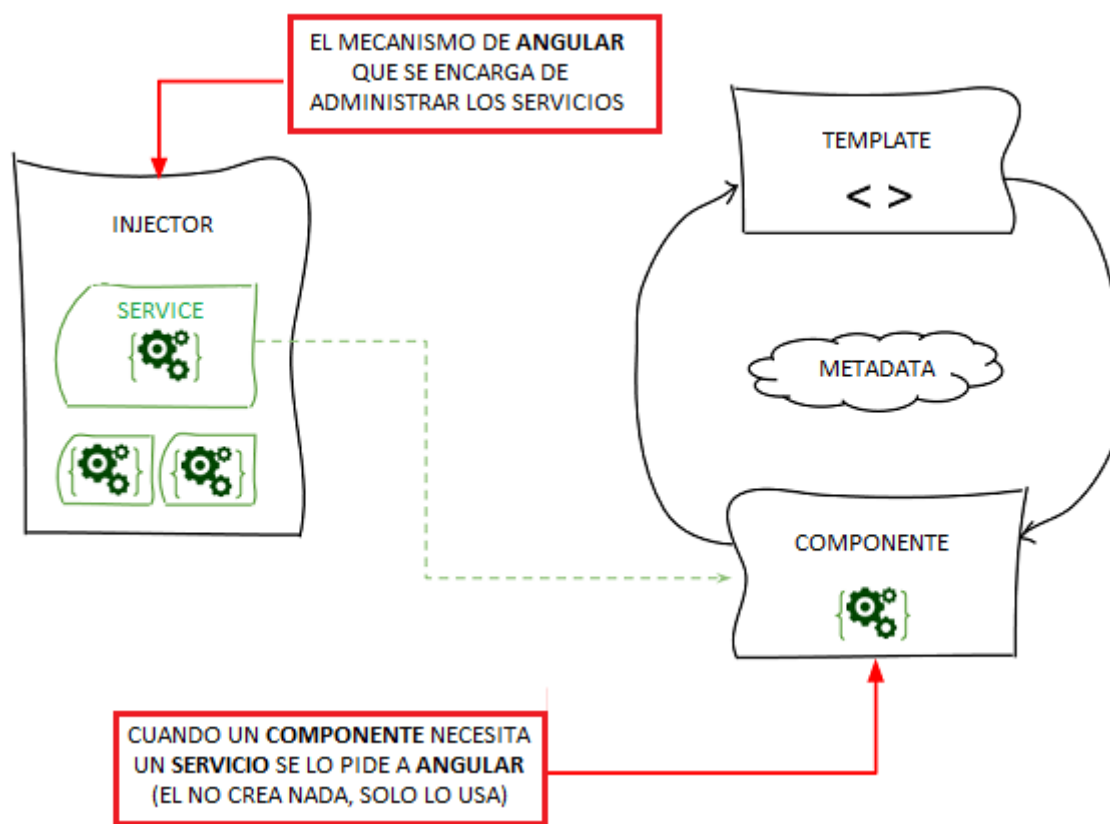 EL MECANISMO DE ANGULAR
QUE SE ENCARGA DE
ADMINISTRAR LOS SERVICIOS
TEMPLATE
< >
INJECTOR
SERVICE
{ }
METADATA
{ }
{ }
COMPONENTE
{ }
CUANDO UN COMPONENTE NECESITA
UN SERVICIO SE LO PIDE A ANGULAR
(EL NO CREA NADA, SOLO LO USA)